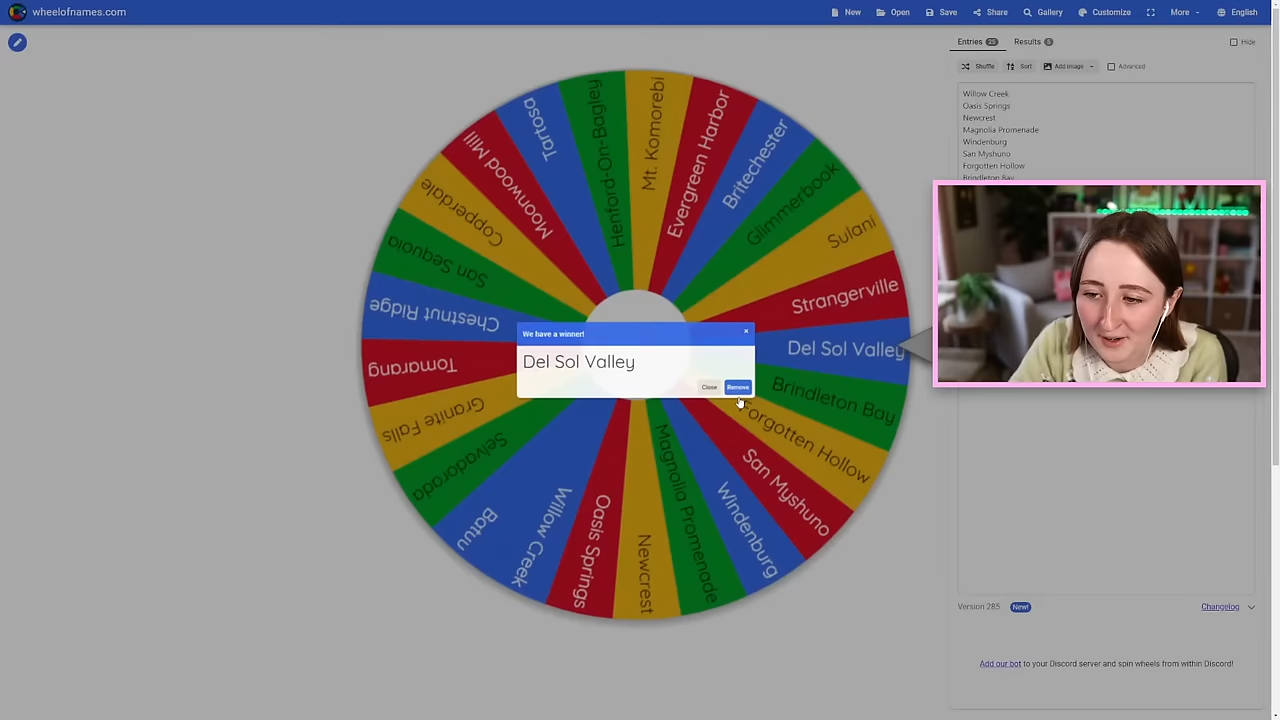 wheelofnames.com
New
Open
Save
Share
Gallery
Customize
More
English
Entries 25
Results 5
Hide
Shuffle
Sort
Add image
Advanced
Willow Creek
Oasis Springs
Newcrest
Magnolia Promenade
Windenburg
San Myshuno
Forgotten Hollow
Brindleton Bay
Mt. Komorebi
Evergreen Harbor
Britechester
Glimmerbrook
Sulani
Strangerville
Del Sol Valley
Brindleton Bay
Forgotten Hollow
San Myshuno
Windenburg
Magnolia Promenade
Newcrest
Oasis Springs
Willow Creek
Batuu
Selvadorada
Granite Falls
Tomarang
Chestnut Ridge
San Sequoia
Copperdale
Moonwood Mill
Tartosa
Henford-On-Bagley
We have a winner!
×
Del Sol Valley
Close
Remove
Version 285
New!
Changelog
Add our bot to your Discord server and spin wheels from within Discord!